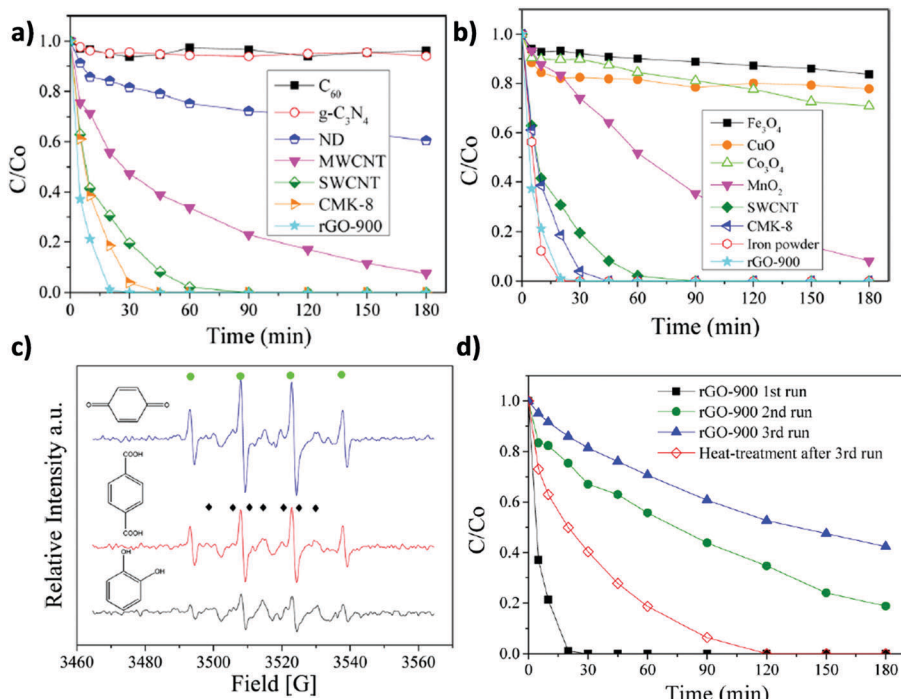 a)
C/Co
1.0
0.8
0.6
0.4
0.2
0.0
C60
g-C3N4
ND
MWCNT
SWCNT
CMK-8
rGO-900
0 30 60 90 120 150 180
Time (min)
b)
C/Co
1.0
0.8
0.6
0.4
0.2
0.0
Fe3O4
CuO
Co3O4
MnO2
SWCNT
CMK-8
Iron powder
rGO-900
0 30 60 90 120 150 180
Time (min)
c)
Relative Intensity a.u.
O O
COOH
COOH
OH
OH
3460 3480 3500 3520 3540 3560
Field [G]
d)
C/Co
1.0
0.8
0.6
0.4
0.2
0.0
rGO-900 1st run
rGO-900 2nd run
rGO-900 3rd run
Heat-treatment after 3rd run
0 30 60 90 120 150 180
Time (min)